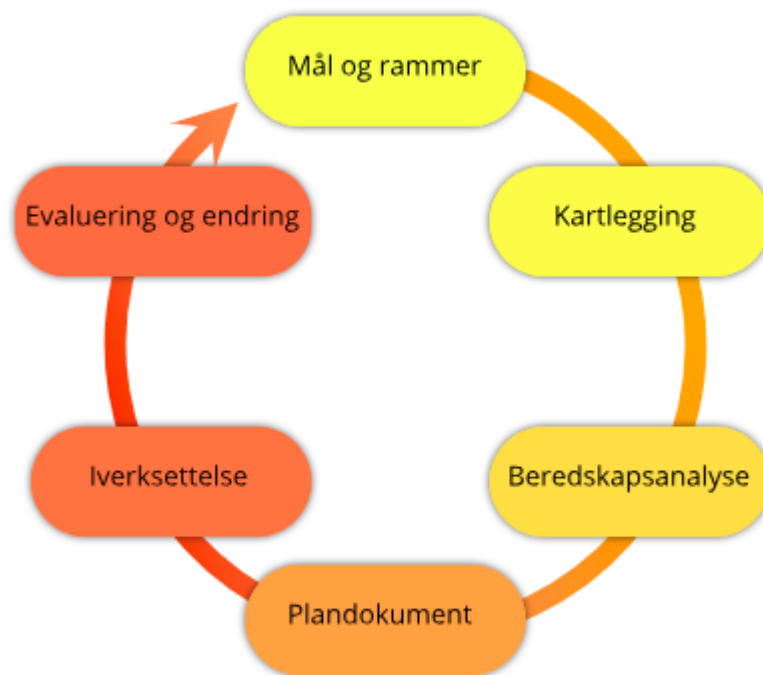 Mål og rammer
Kartlegging
Beredskapsanalyse
Plandokument
Iverksettelse
Evaluering og endring